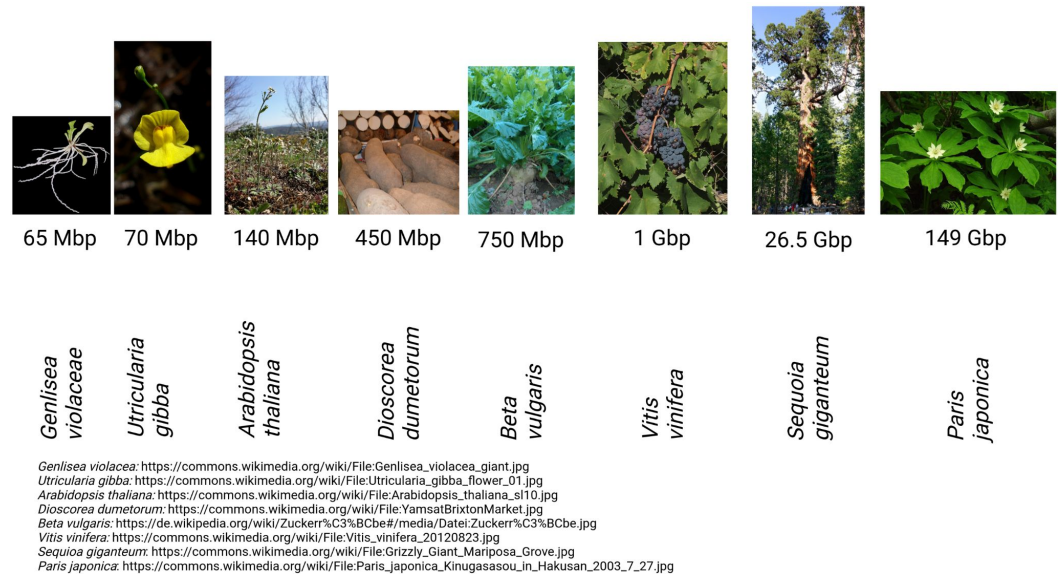 65 Mbp
70 Mbp
140 Mbp
450 Mbp
750 Mbp
1 Gbp
26.5 Gbp
149 Gbp
Genlisea
violaceae
Utricularia
gibba
Arabidopsis
thaliana
Dioscorea
dumetorum
Beta
vulgaris
Vitis
vinifera
Sequoia
giganteum
Paris
japonica
Genlisea violacea: https://commons.wikimedia.org/wiki/File:Genlisea_violacea_giant.jpg
Utricularia gibba: https://commons.wikimedia.org/wiki/File:Utricularia_gibba_flower_01.jpg
Arabidopsis thaliana: https://commons.wikimedia.org/wiki/File:Arabidopsis_thaliana_sl10.jpg
Dioscorea dumetorum: https://commons.wikimedia.org/wiki/File:YamsatBrixtonMarket.jpg
Beta vulgaris: https://de.wikipedia.org/wiki/Zuckerr%C3%BCbe#/media/Datei:Zuckerr%C3%BCbe.jpg
Vitis vinifera: https://commons.wikimedia.org/wiki/File:Vitis_vinifera_20120823.jpg
Sequioa giganteum: https://commons.wikimedia.org/wiki/File:Grizzly_Giant_Mariposa_Grove.jpg
Paris japonica: https://commons.wikimedia.org/wiki/File:Paris_japonica_Kinugasasou_in_Hakusan_2003_7_27.jpg